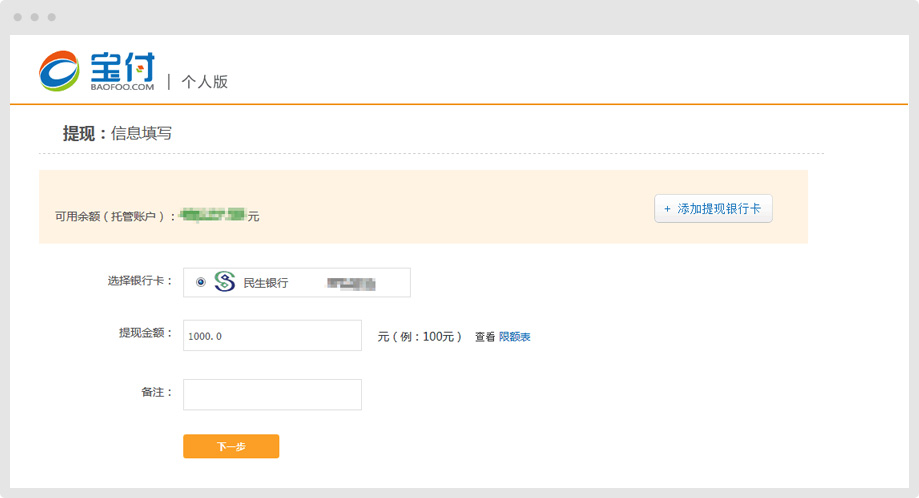 宝付
BAOFOO.COM | 个人版
提现：信息填写
可用余额（托管账户）： 元
+ 添加提现银行卡
选择银行卡： 民生银行
提现金额： 1000.0 元（例：100元） 查看 限额表
备注：
下一步